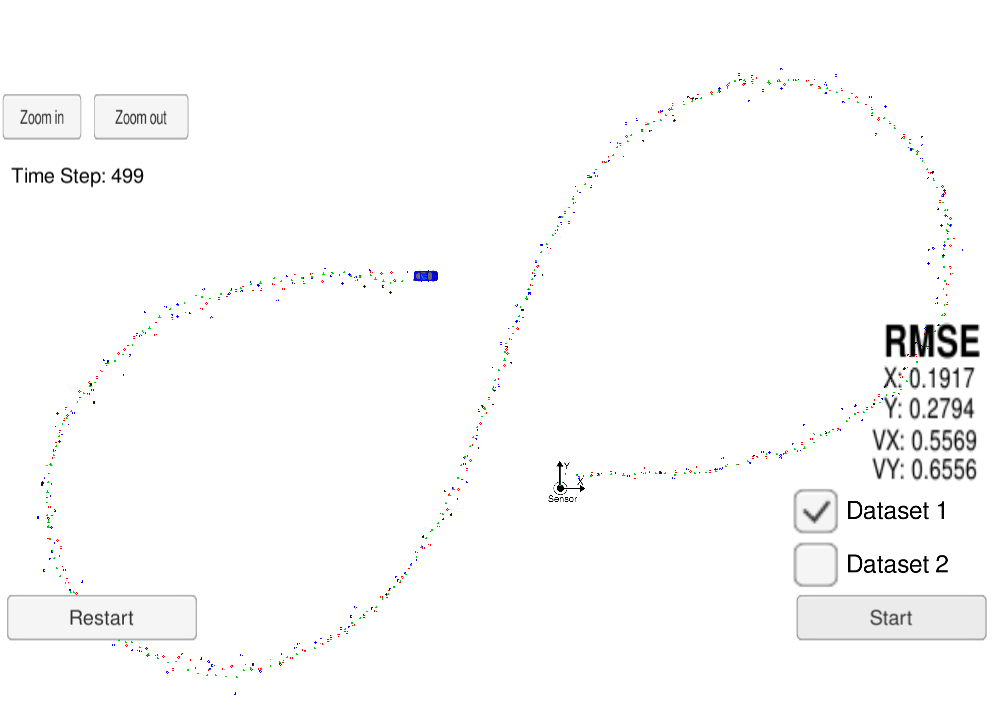 Zoom in
Zoom out
Time Step: 499
RMSE
X: 0.1917
Y: 0.2794
VX: 0.5569
VY: 0.6556
Y
X
Sensor
Dataset 1
Dataset 2
Restart
Start